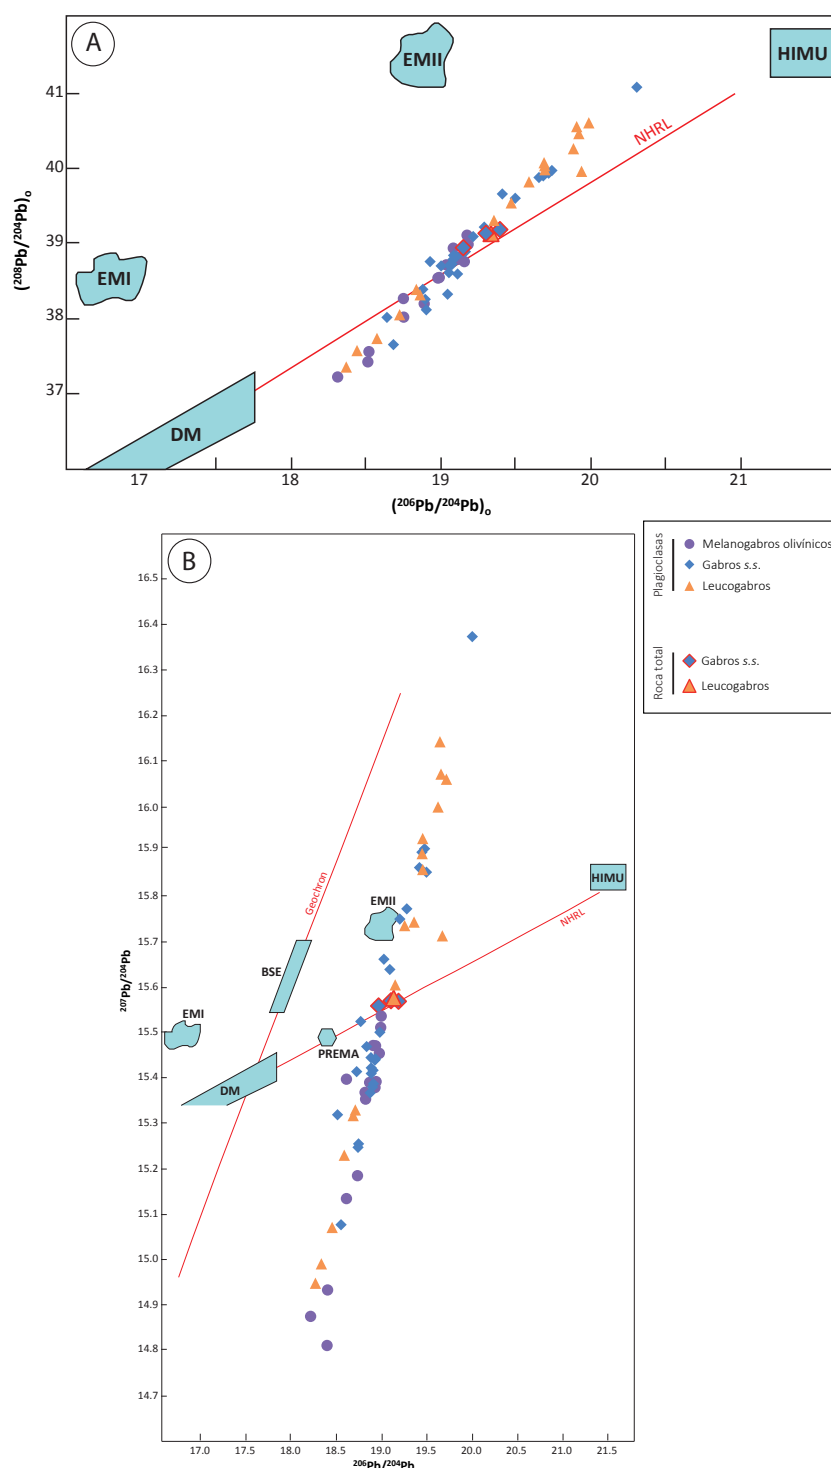 A
EMII
HIMU
41
NHRL
40
(²⁰⁸Pb/²⁰⁴Pb)ₒ
39
EMI
38
37
DM
17 18 19 20 21
(²⁰⁶Pb/²⁰⁴Pb)ₒ
B
Plagioclasas
Melanogabros olivínicos
Gabros s.s.
Leucogabros
Roca total
Gabros s.s.
Leucogabros
16.5
16.4
16.3
16.2
16.1
16.0
15.9
15.8
15.7
15.6
15.5
15.4
15.3
15.2
15.1
15.0
14.9
14.8
14.7
²⁰⁷Pb/²⁰⁴Pb
Geochron
HIMU
EMII
NHRL
BSE
EMI
PREMA
DM
17.0 17.5 18.0 18.5 19.0 19.5 20.0 20.5 21.0 21.5
²⁰⁶Pb/²⁰⁴Pb